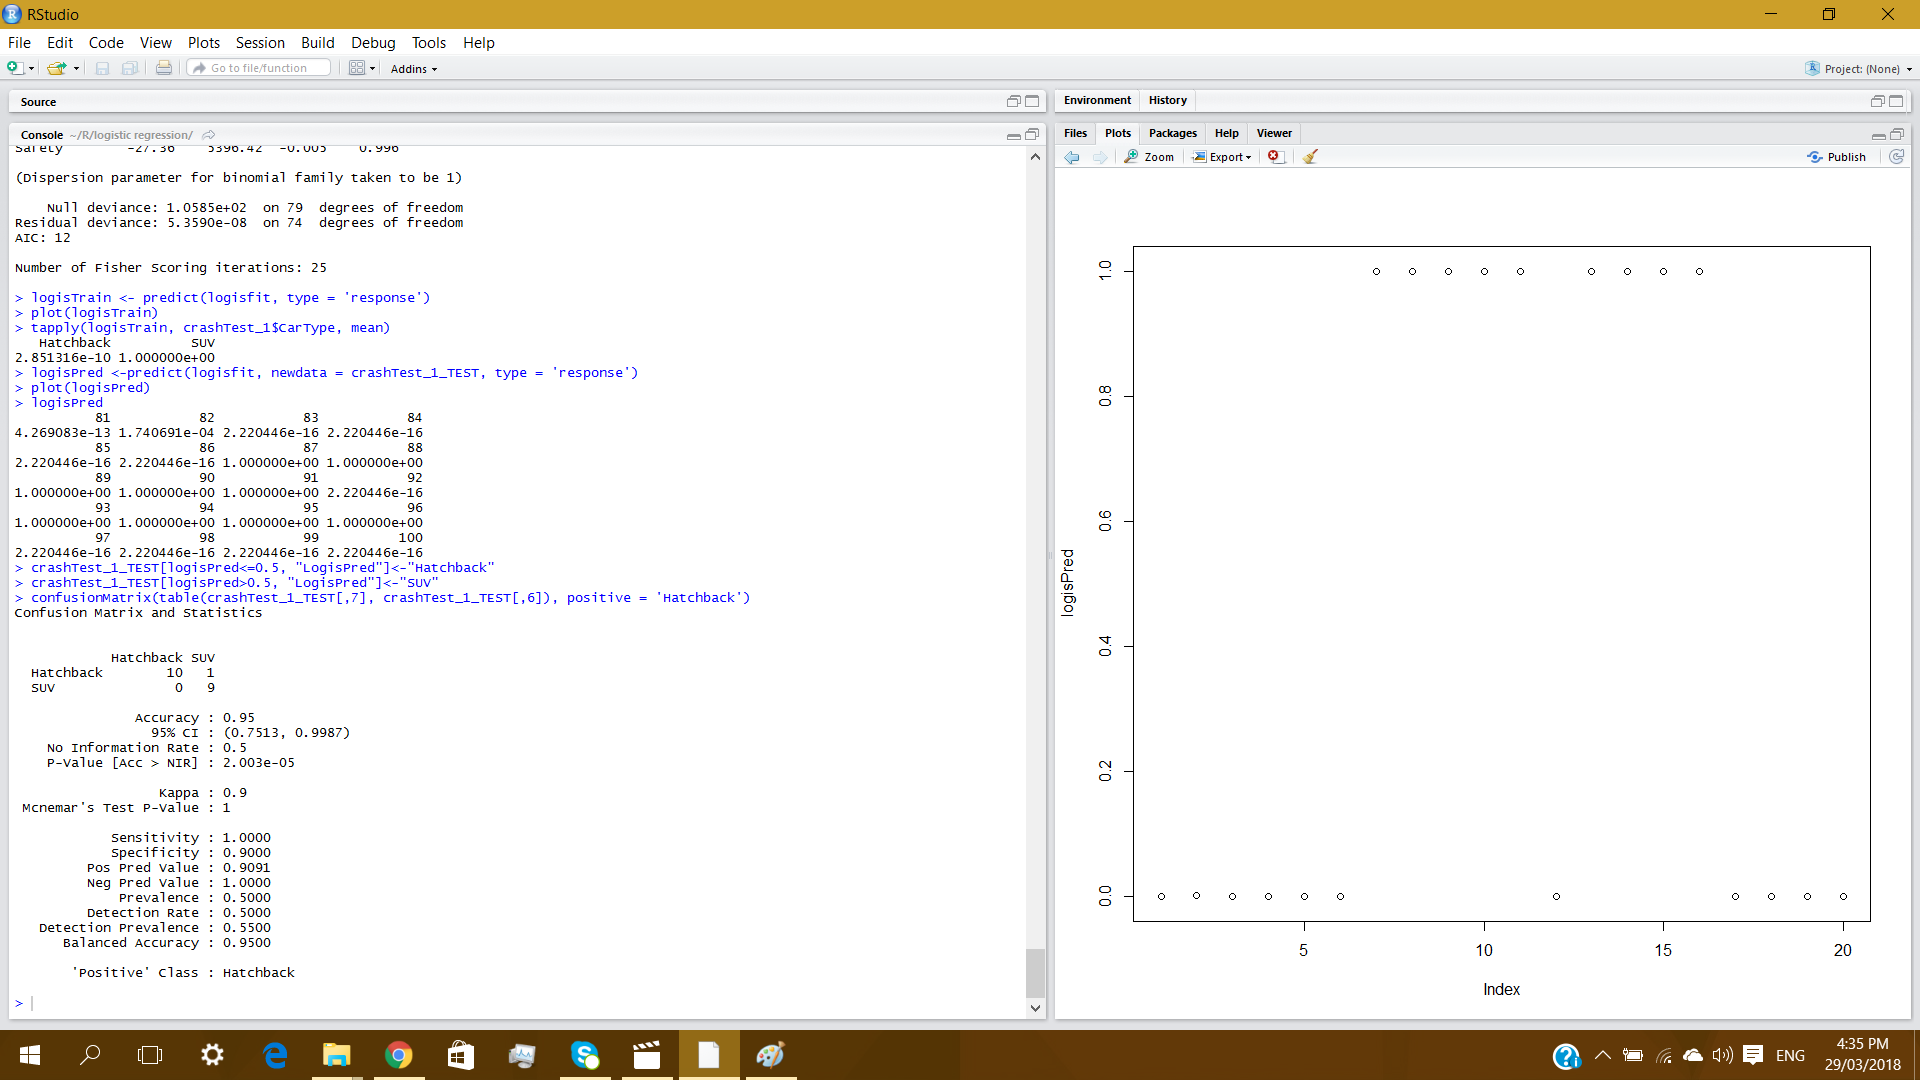 RStudio
File Edit Code View Plots Session Build Debug Tools Help
Go to file/function Addins Project: (None)
Source
Console ~/R/logistic regression/
Safety -27.36 5396.42 -0.005 0.996
(Dispersion parameter for binomial family taken to be 1)
Null deviance: 1.0585e+02 on 79 degrees of freedom
Residual deviance: 5.3590e-08 on 74 degrees of freedom
AIC: 12
Number of Fisher Scoring iterations: 25
> logisTrain <- predict(logisfit, type = 'response')
> plot(logisTrain)
> tapply(logisTrain, crashTest_1$CarType, mean)
Hatchback SUV
2.851316e-10 1.000000e+00
> logisPred <-predict(logisfit, newdata = crashTest_1_TEST, type = 'response')
> plot(logisPred)
> logisPred
81 82 83 84
4.269083e-13 1.740691e-04 2.220446e-16 2.220446e-16
85 86 87 88
2.220446e-16 2.220446e-16 1.000000e+00 1.000000e+00
89 90 91 92
1.000000e+00 1.000000e+00 1.000000e+00 2.220446e-16
93 94 95 96
1.000000e+00 1.000000e+00 1.000000e+00 1.000000e+00
97 98 99 100
2.220446e-16 2.220446e-16 2.220446e-16 2.220446e-16
> crashTest_1_TEST[logisPred<=0.5, "LogisPred"]<-"Hatchback"
> crashTest_1_TEST[logisPred>0.5, "LogisPred"]<-"SUV"
> confusionMatrix(table(crashTest_1_TEST[,7], crashTest_1_TEST[,6]), positive = 'Hatchback')
Confusion Matrix and Statistics
Hatchback SUV
Hatchback 10 1
SUV 0 9
Accuracy : 0.95
95% CI : (0.7513, 0.9987)
No Information Rate : 0.5
P-Value [Acc > NIR] : 2.003e-05
Kappa : 0.9
Mcnemar's Test P-Value : 1
Sensitivity : 1.0000
Specificity : 0.9000
Pos Pred Value : 0.9091
Neg Pred Value : 1.0000
Prevalence : 0.5000
Detection Rate : 0.5000
Detection Prevalence : 0.5500
Balanced Accuracy : 0.9500
'Positive' Class : Hatchback
>
Environment History
Files Plots Packages Help Viewer
Zoom Export Publish
1.0
0.8
0.6
0.4
0.2
0.0
logisPred
5 10 15 20
Index
ENG
4:35 PM
29/03/2018